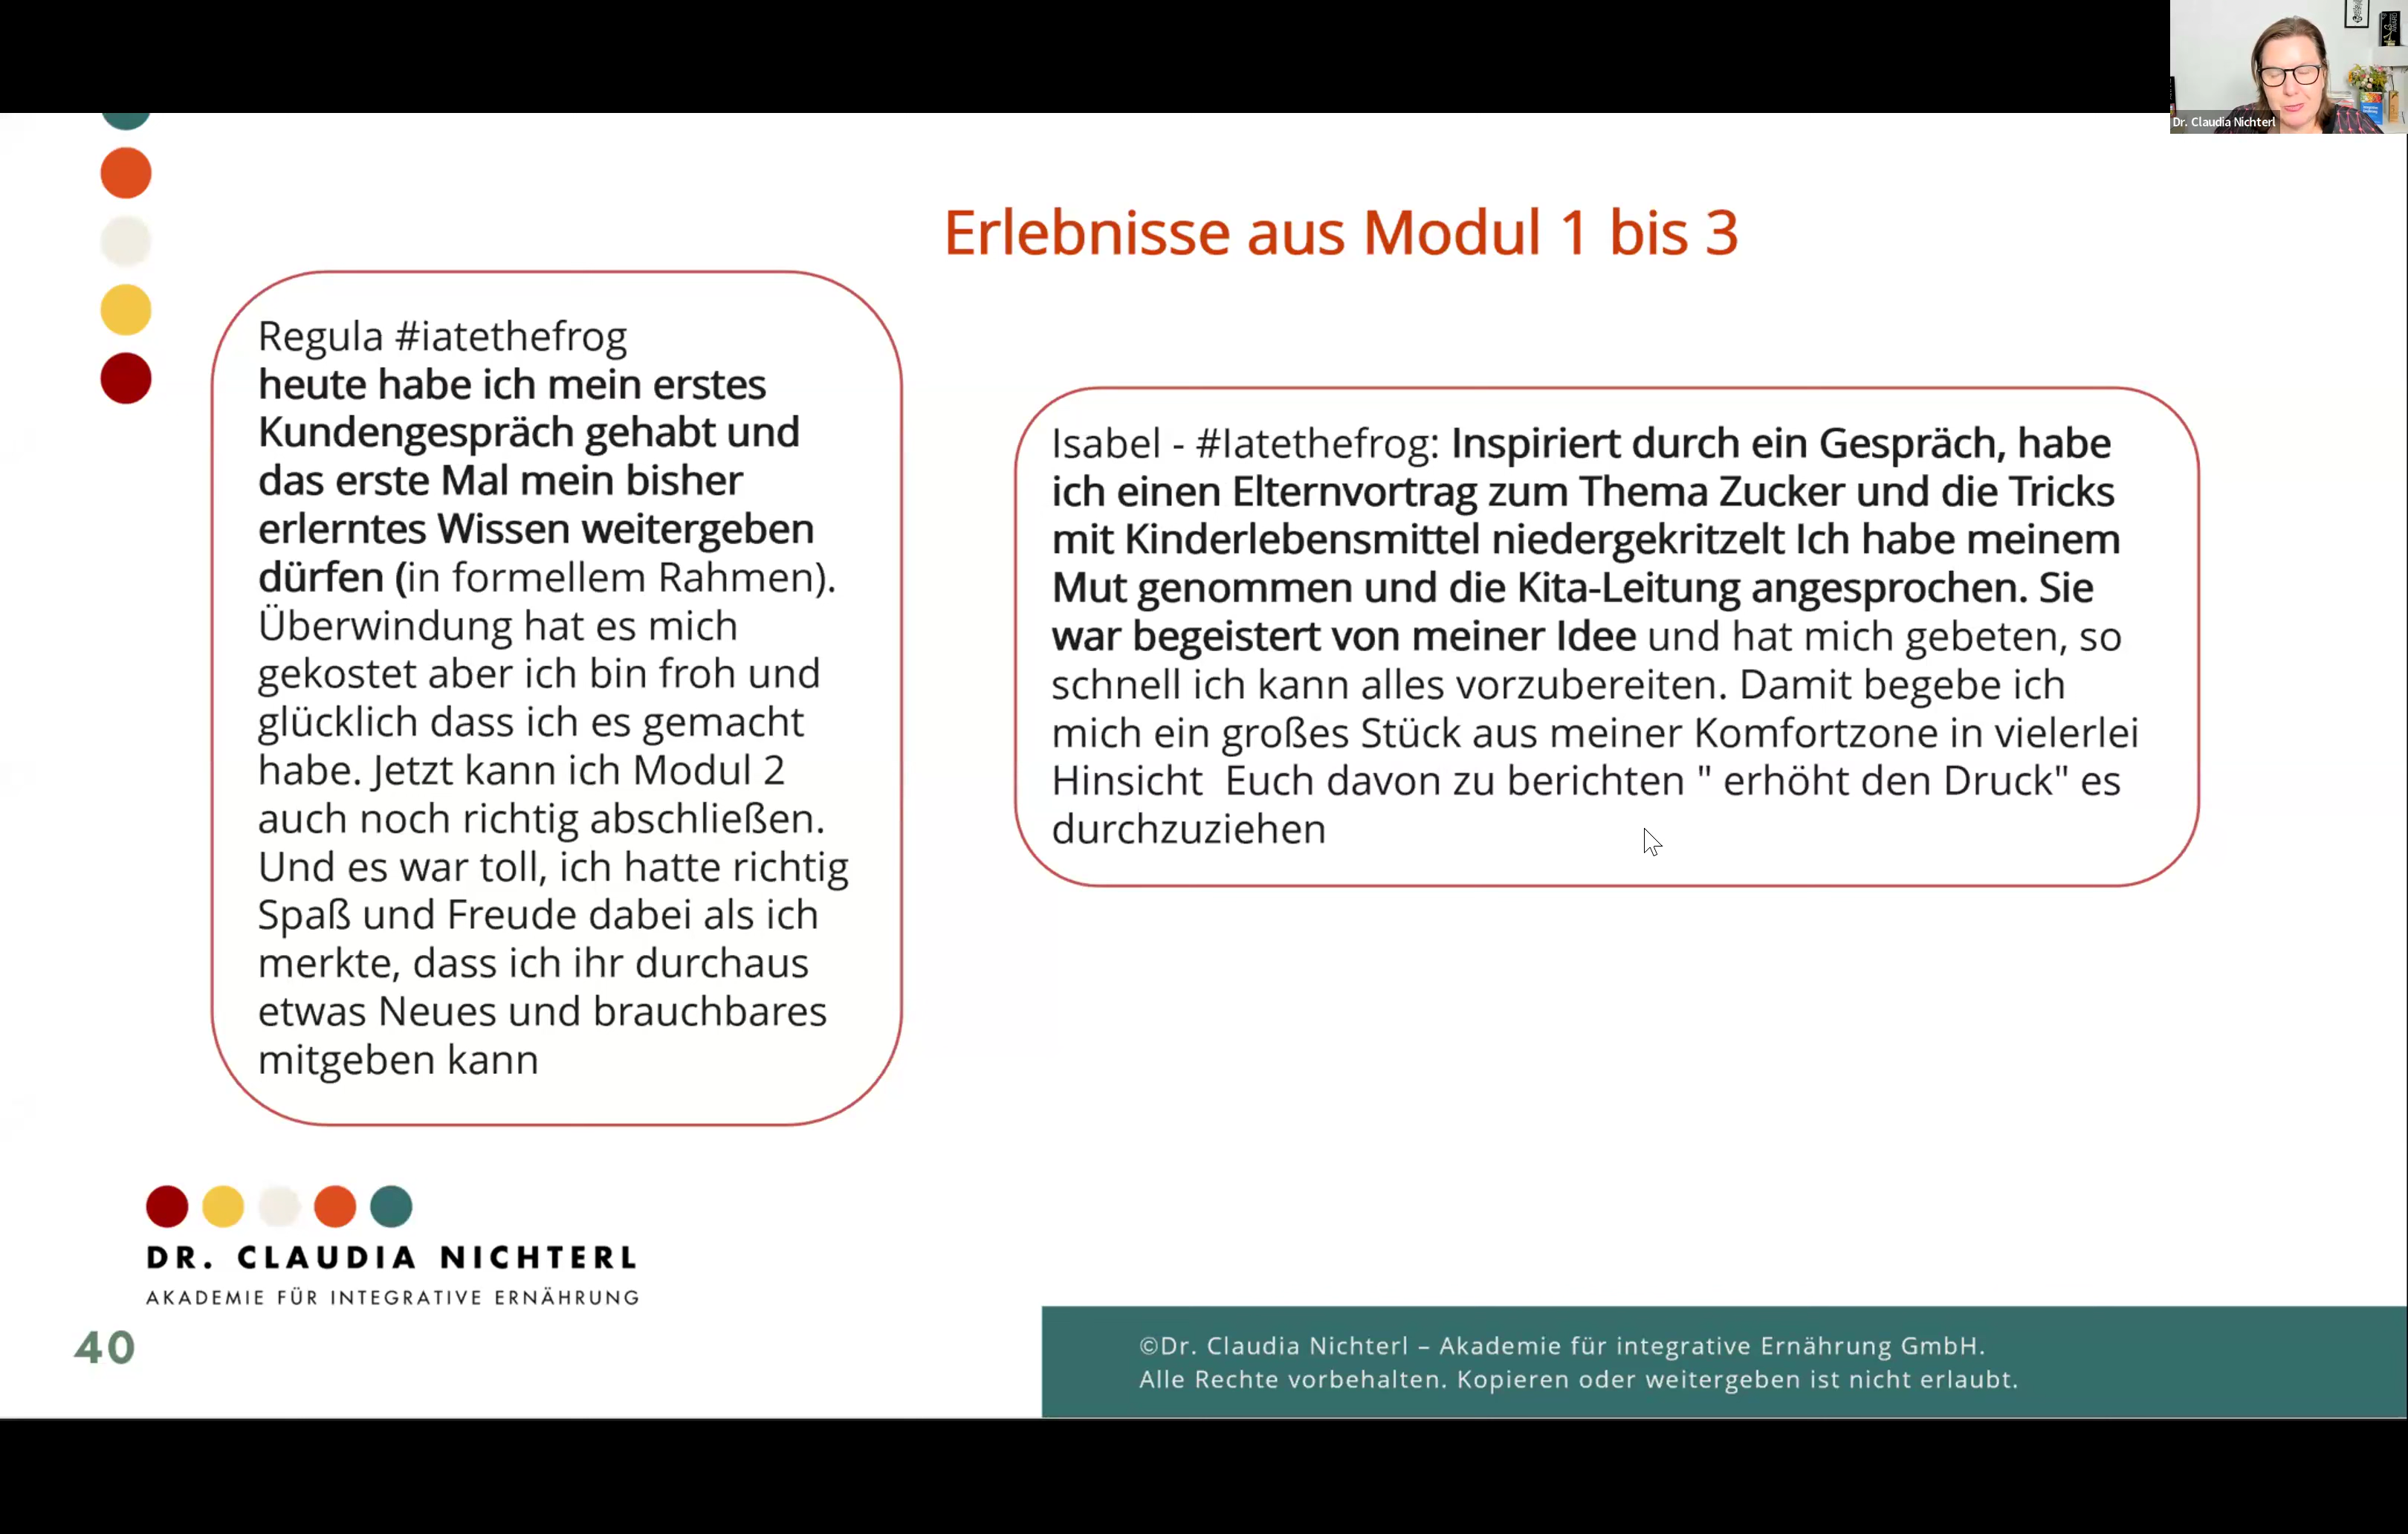 Dr. Claudia Nichterl
Erlebnisse aus Modul 1 bis 3
Regula #iatethefrog
heute habe ich mein erstes
Kundengespräch gehabt und
das erste Mal mein bisher
erlerntes Wissen weitergeben
dürfen (in formellem Rahmen).
Überwindung hat es mich
gekostet aber ich bin froh und
glücklich dass ich es gemacht
habe. Jetzt kann ich Modul 2
auch noch richtig abschließen.
Und es war toll, ich hatte richtig
Spaß und Freude dabei als ich
merkte, dass ich ihr durchaus
etwas Neues und brauchbares
mitgeben kann
Isabel - #Iatethefrog: Inspiriert durch ein Gespräch, habe
ich einen Elternvortrag zum Thema Zucker und die Tricks
mit Kinderlebensmittel niedergekritzelt Ich habe meinem
Mut genommen und die Kita-Leitung angesprochen. Sie
war begeistert von meiner Idee und hat mich gebeten, so
schnell ich kann alles vorzubereiten. Damit begebe ich
mich ein großes Stück aus meiner Komfortzone in vielerlei
Hinsicht  Euch davon zu berichten " erhöht den Druck" es
durchzuziehen
DR. CLAUDIA NICHTERL
AKADEMIE FÜR INTEGRATIVE ERNÄHRUNG
40
©Dr. Claudia Nichterl – Akademie für integrative Ernährung GmbH.
Alle Rechte vorbehalten. Kopieren oder weitergeben ist nicht erlaubt.